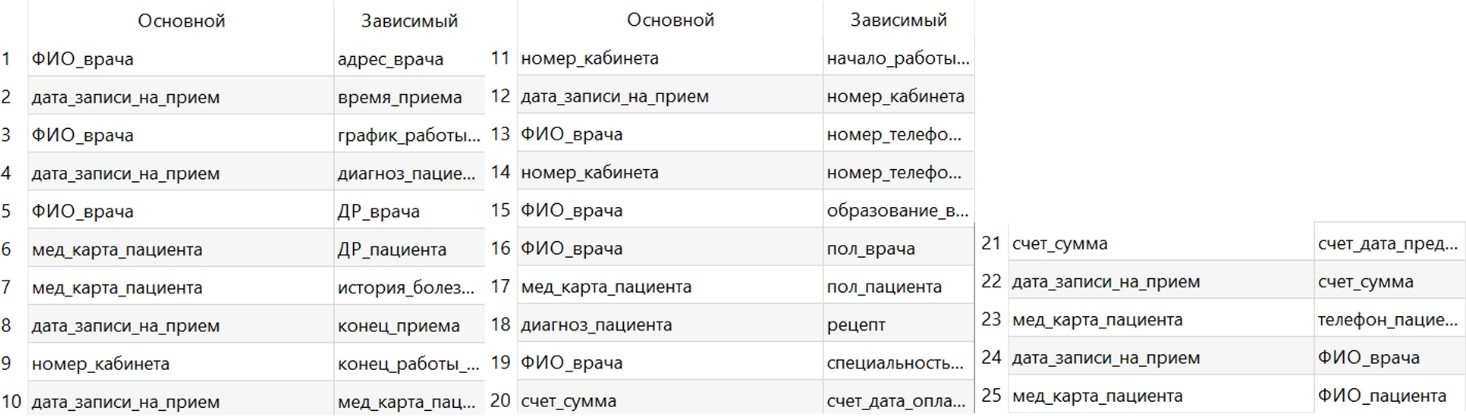 Основной Зависимый
1 ФИО_врача адрес_врача
2 дата_записи_на_прием время_приема
3 ФИО_врача график_работы...
4 дата_записи_на_прием диагноз_пацие...
5 ФИО_врача ДР_врача
6 мед_карта_пациента ДР_пациента
7 мед_карта_пациента история_болез...
8 дата_записи_на_прием конец_приема
9 номер_кабинета конец_работы_...
10 дата_записи_на_прием мед_карта_пац...
Основной Зависимый
11 номер_кабинета начало_работы...
12 дата_записи_на_прием номер_кабинета
13 ФИО_врача номер_телефо...
14 номер_кабинета номер_телефо...
15 ФИО_врача образование_в...
16 ФИО_врача пол_врача
17 мед_карта_пациента пол_пациента
18 диагноз_пациента рецепт
19 ФИО_врача специальность...
20 счет_сумма счет_дата_опла...
21 счет_сумма счет_дата_пред...
22 дата_записи_на_прием счет_сумма
23 мед_карта_пациента телефон_пацие...
24 дата_записи_на_прием ФИО_врача
25 мед_карта_пациента ФИО_пациента